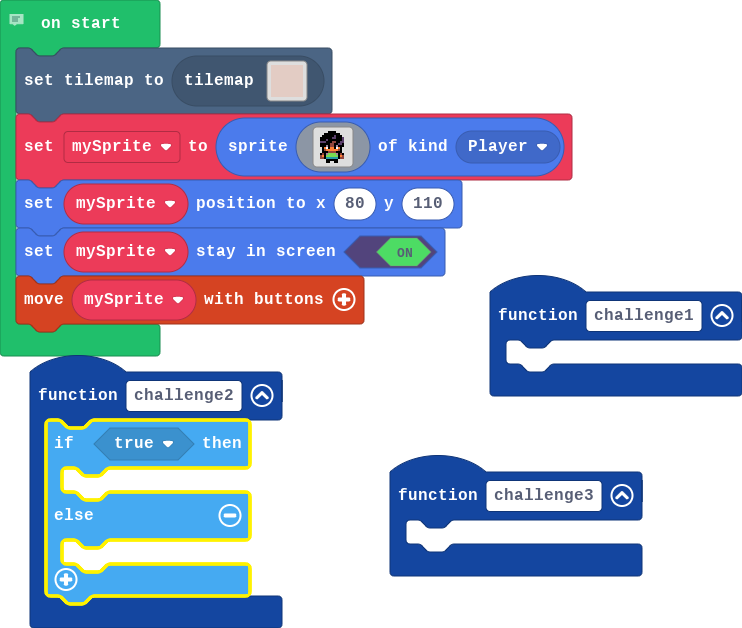 on start
set tilemap to tilemap
set mySprite to sprite of kind Player
set mySprite position to x 80 y 110
set mySprite stay in screen ON
move mySprite with buttons
function challenge1
function challenge2
if true then
else
function challenge3